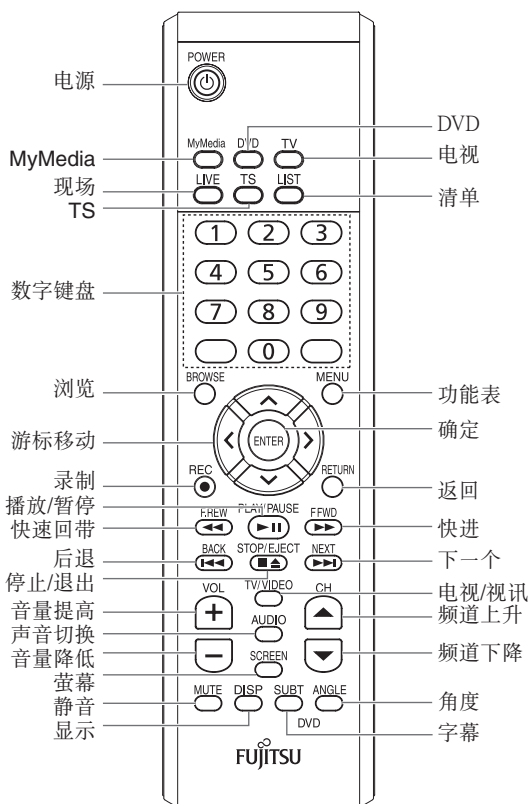 POWER
电源
MyMedia DVD TV
DVD
MyMedia
电视
LIVE TS LIST
现场
清单
TS
1 2 3
4 5 6
数字键盘
7 8 9
0
BROWSE MENU
浏览
功能表
ENTER
确定
游标移动
REC RETURN
录制
返回
播放/暂停
F.REW PLAY/PAUSE F.FWD
快速回带
快进
BACK STOP/EJECT NEXT
后退
下一个
停止/退出
VOL TV/VIDEO CH
电视/视讯
音量提高
频道上升
AUDIO
声音切换
音量降低
频道下降
SCREEN
萤幕
MUTE DISP SUBT ANGLE
静音
角度
DVD
显示
字幕
FUJITSU